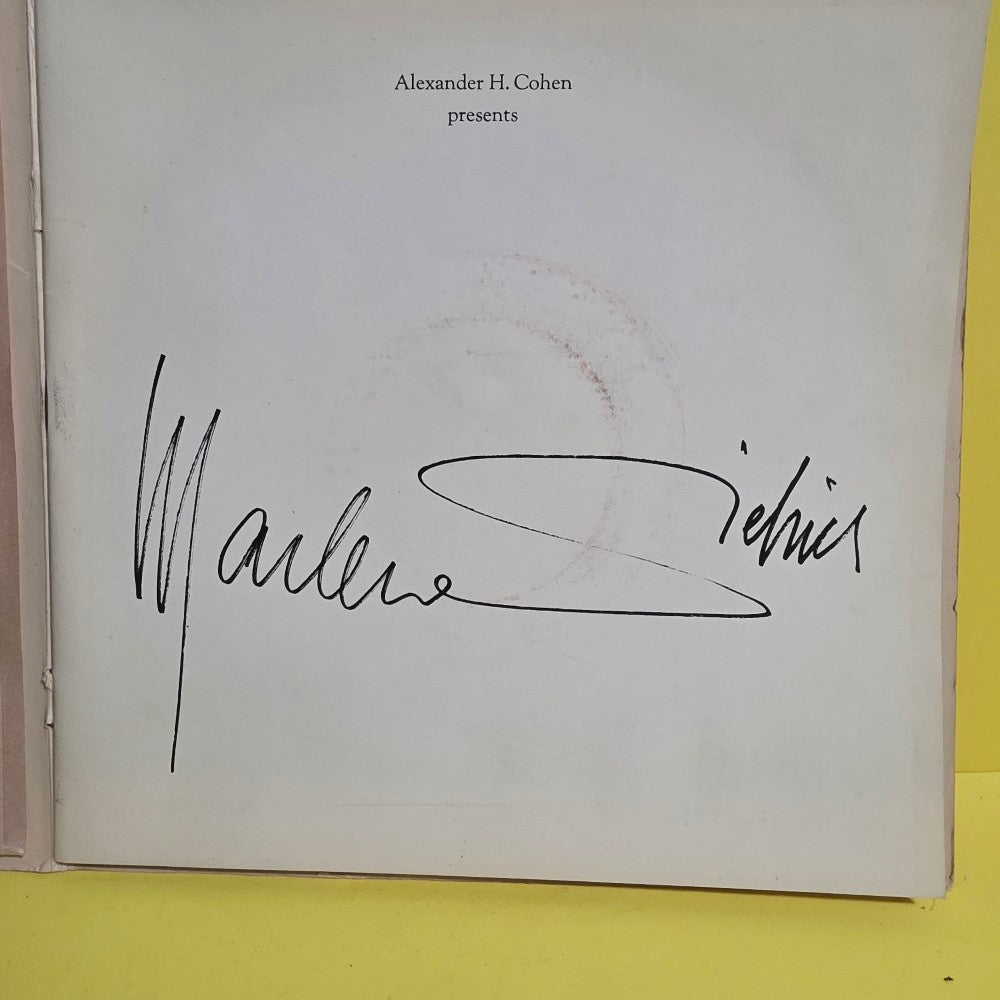 Alexander H. Cohen
presents
Marlene Dietrich